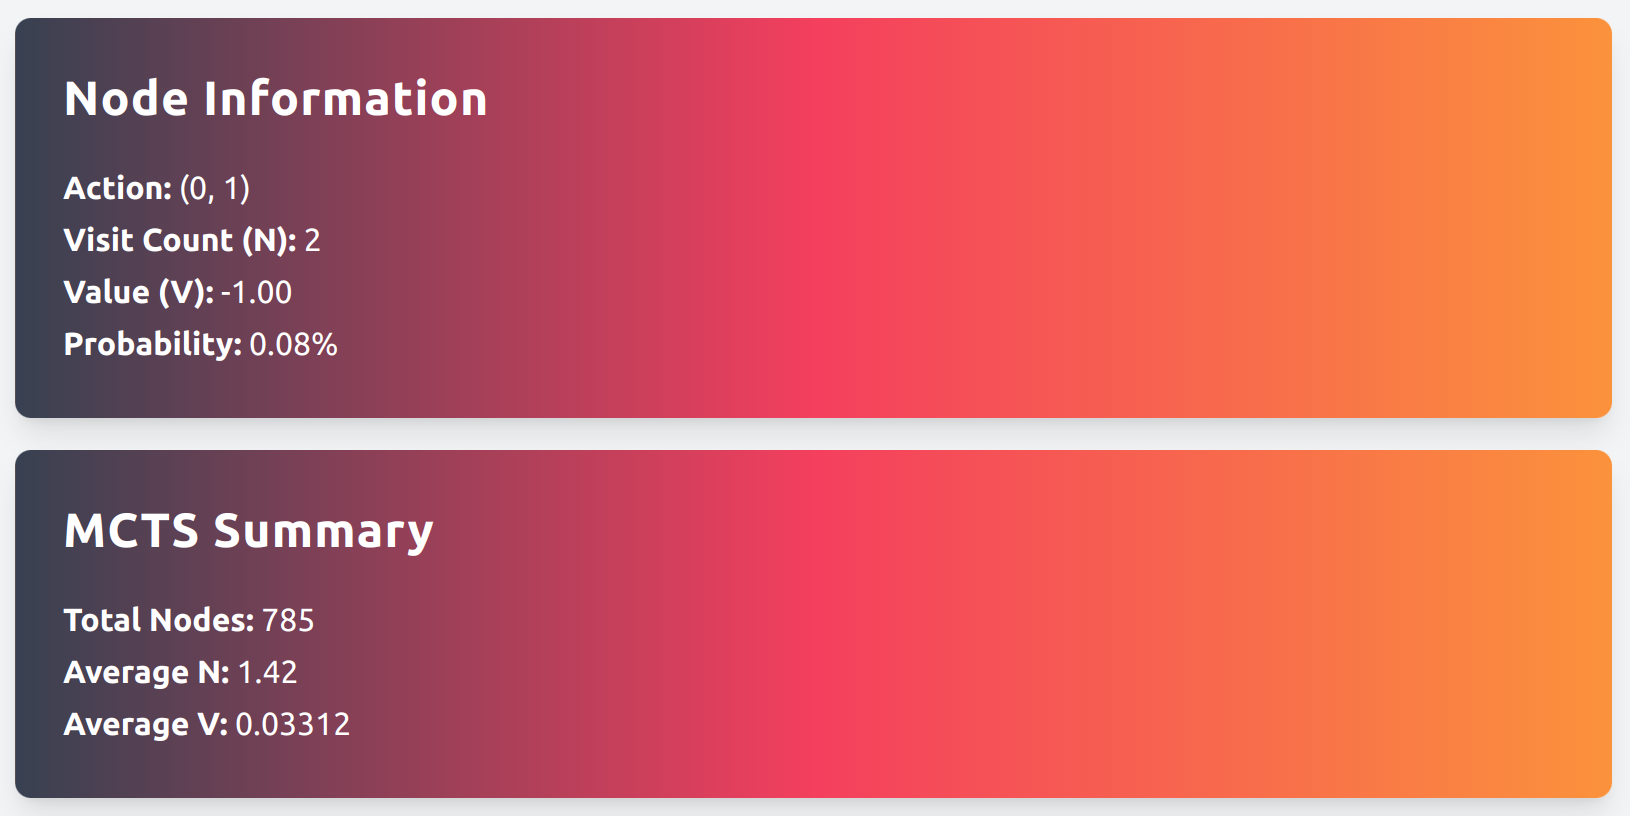 Node Information
Action: (0, 1)
Visit Count (N): 2
Value (V): -1.00
Probability: 0.08%
MCTS Summary
Total Nodes: 785
Average N: 1.42
Average V: 0.03312